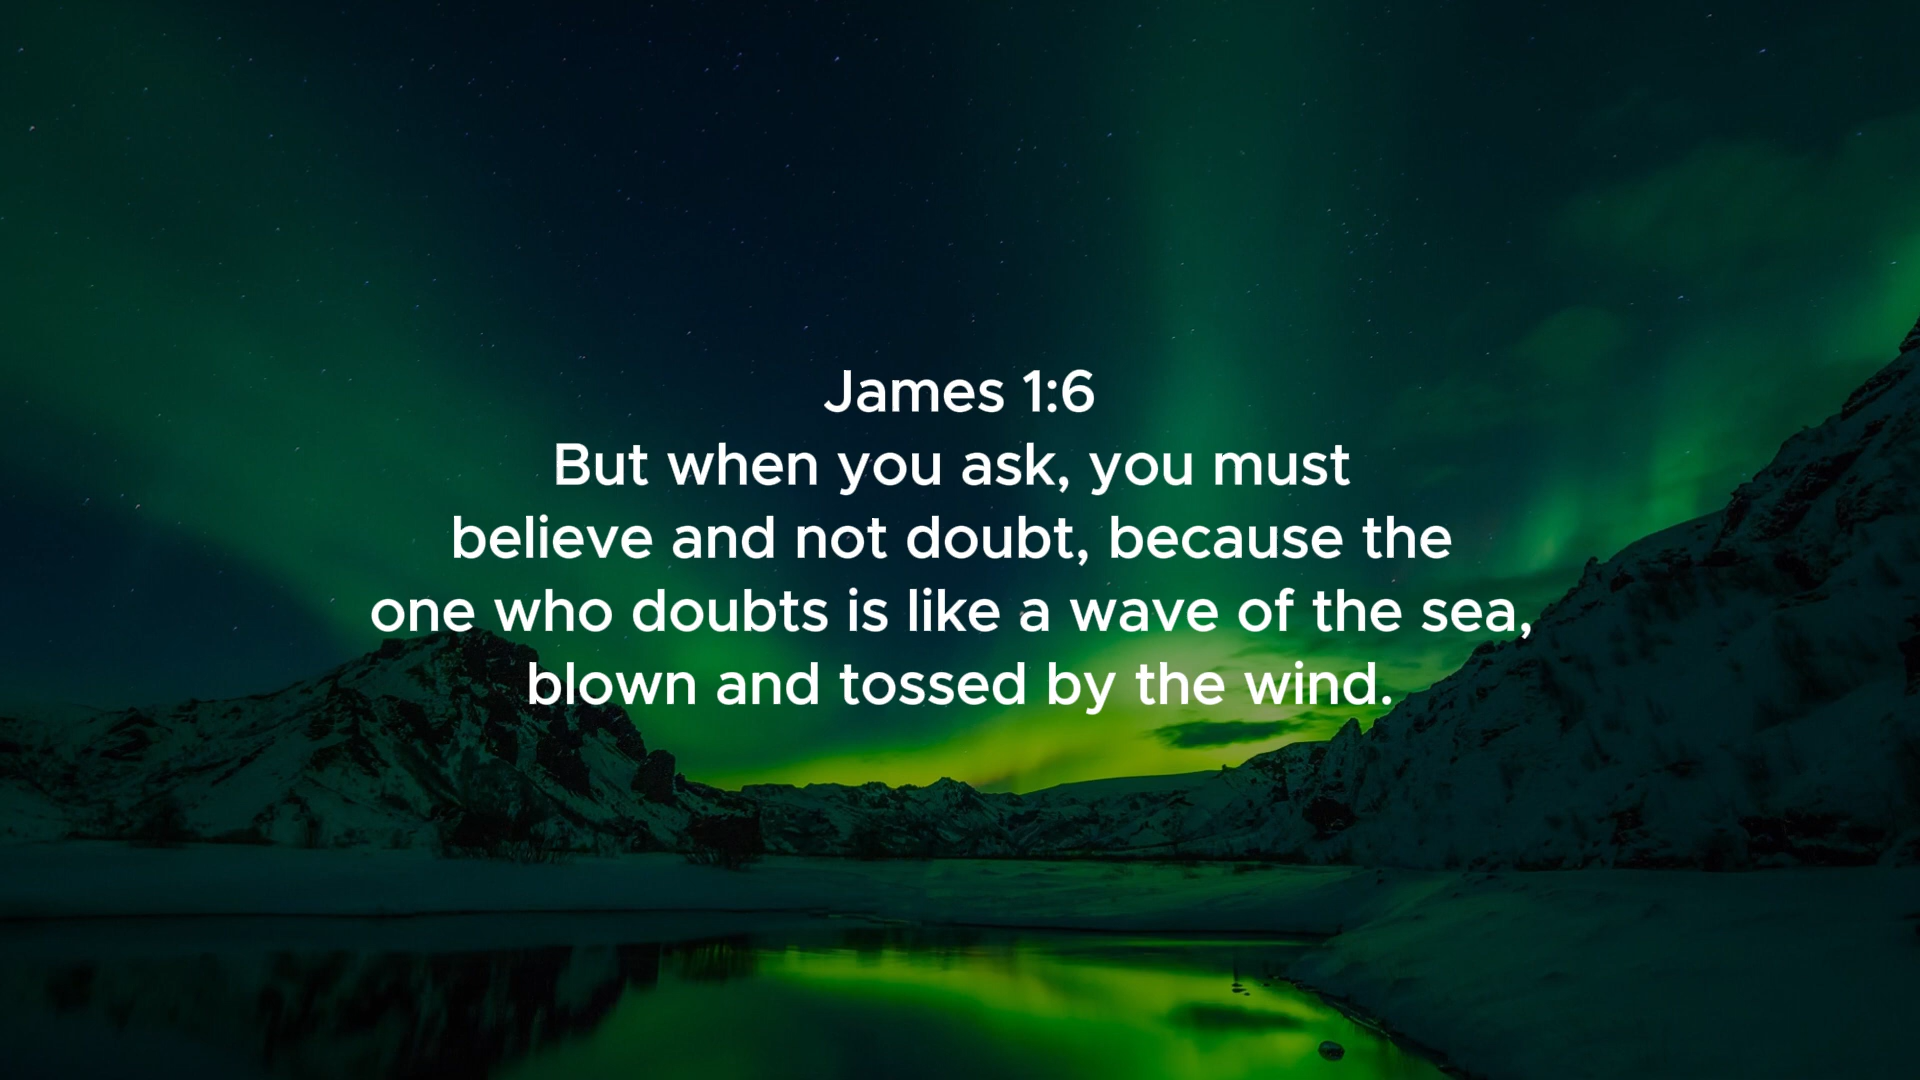 James 1:6
But when you ask, you must
believe and not doubt, because the
one who doubts is like a wave of the sea,
blown and tossed by the wind.